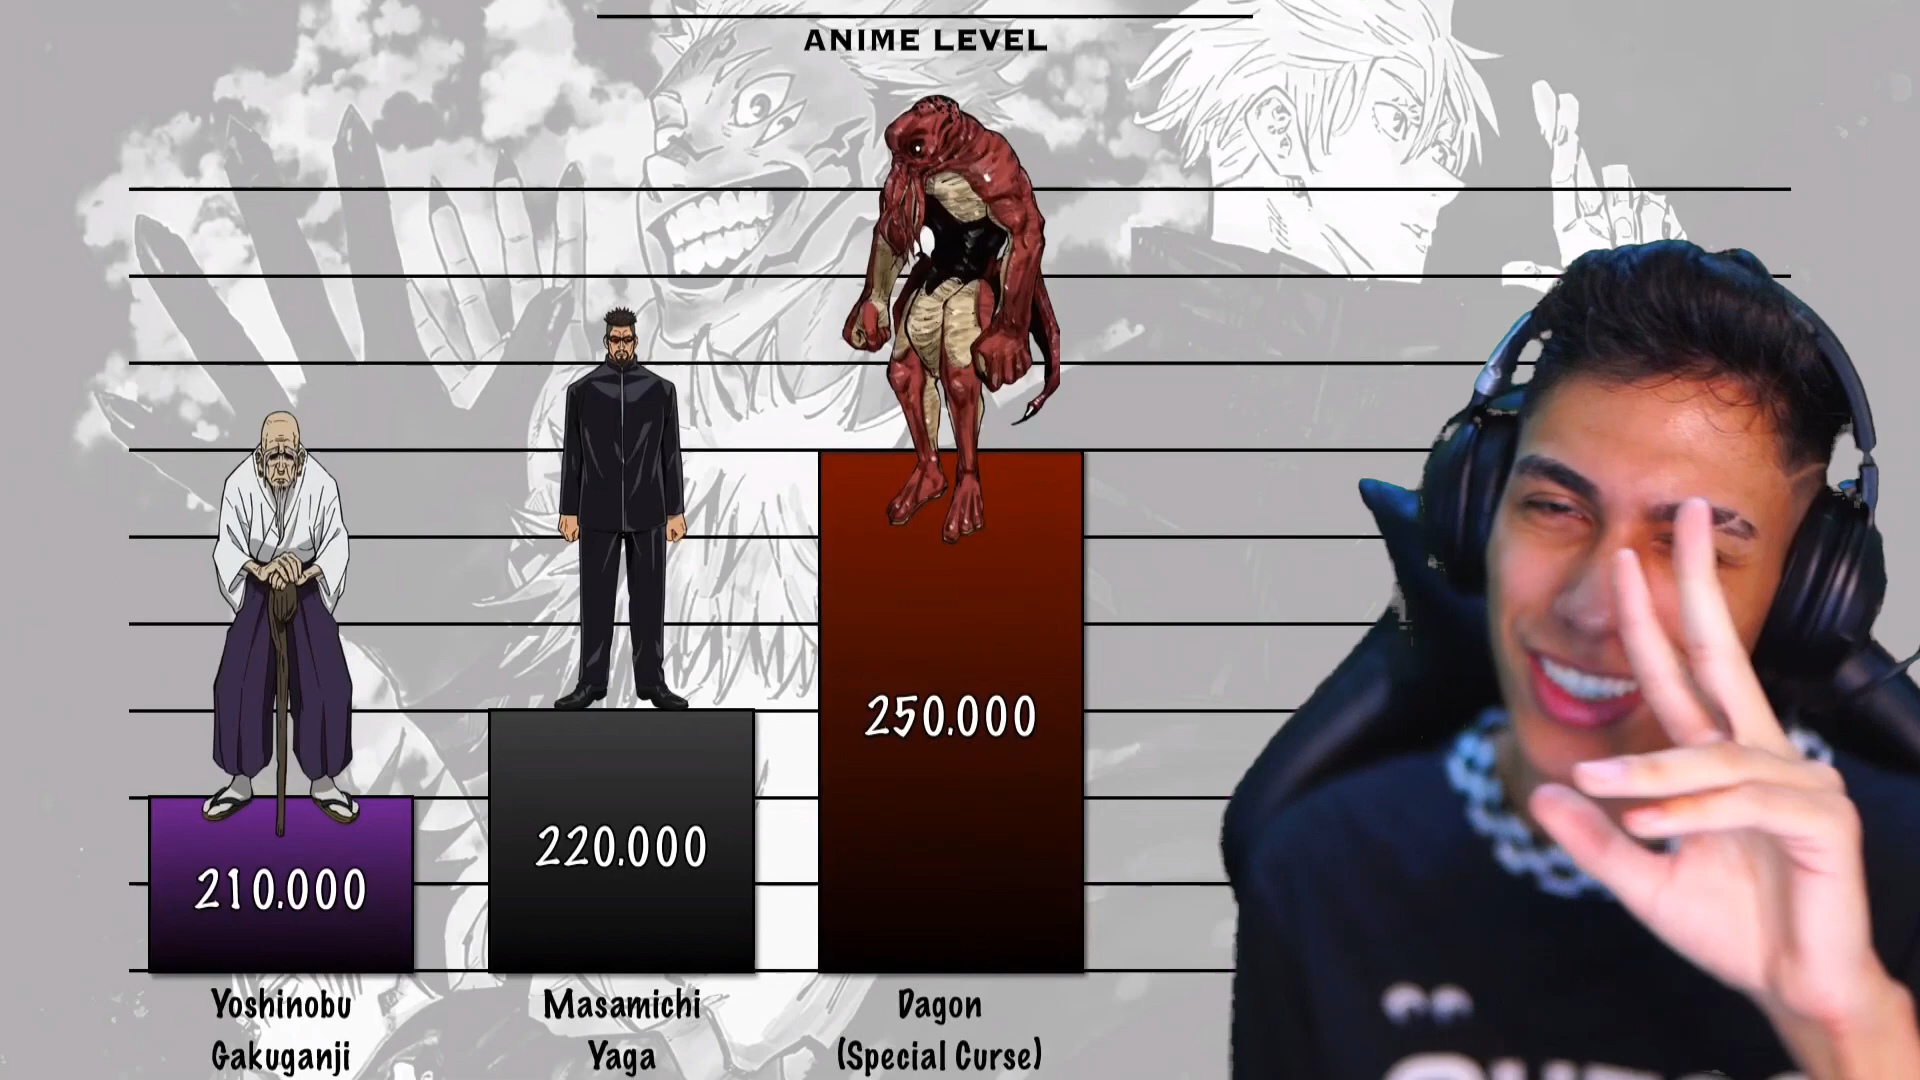 ANIME LEVEL
210.000
220.000
250.000
Yoshinobu
Gakuganji
Masamichi
Yaga
Dagon
(Special Curse)